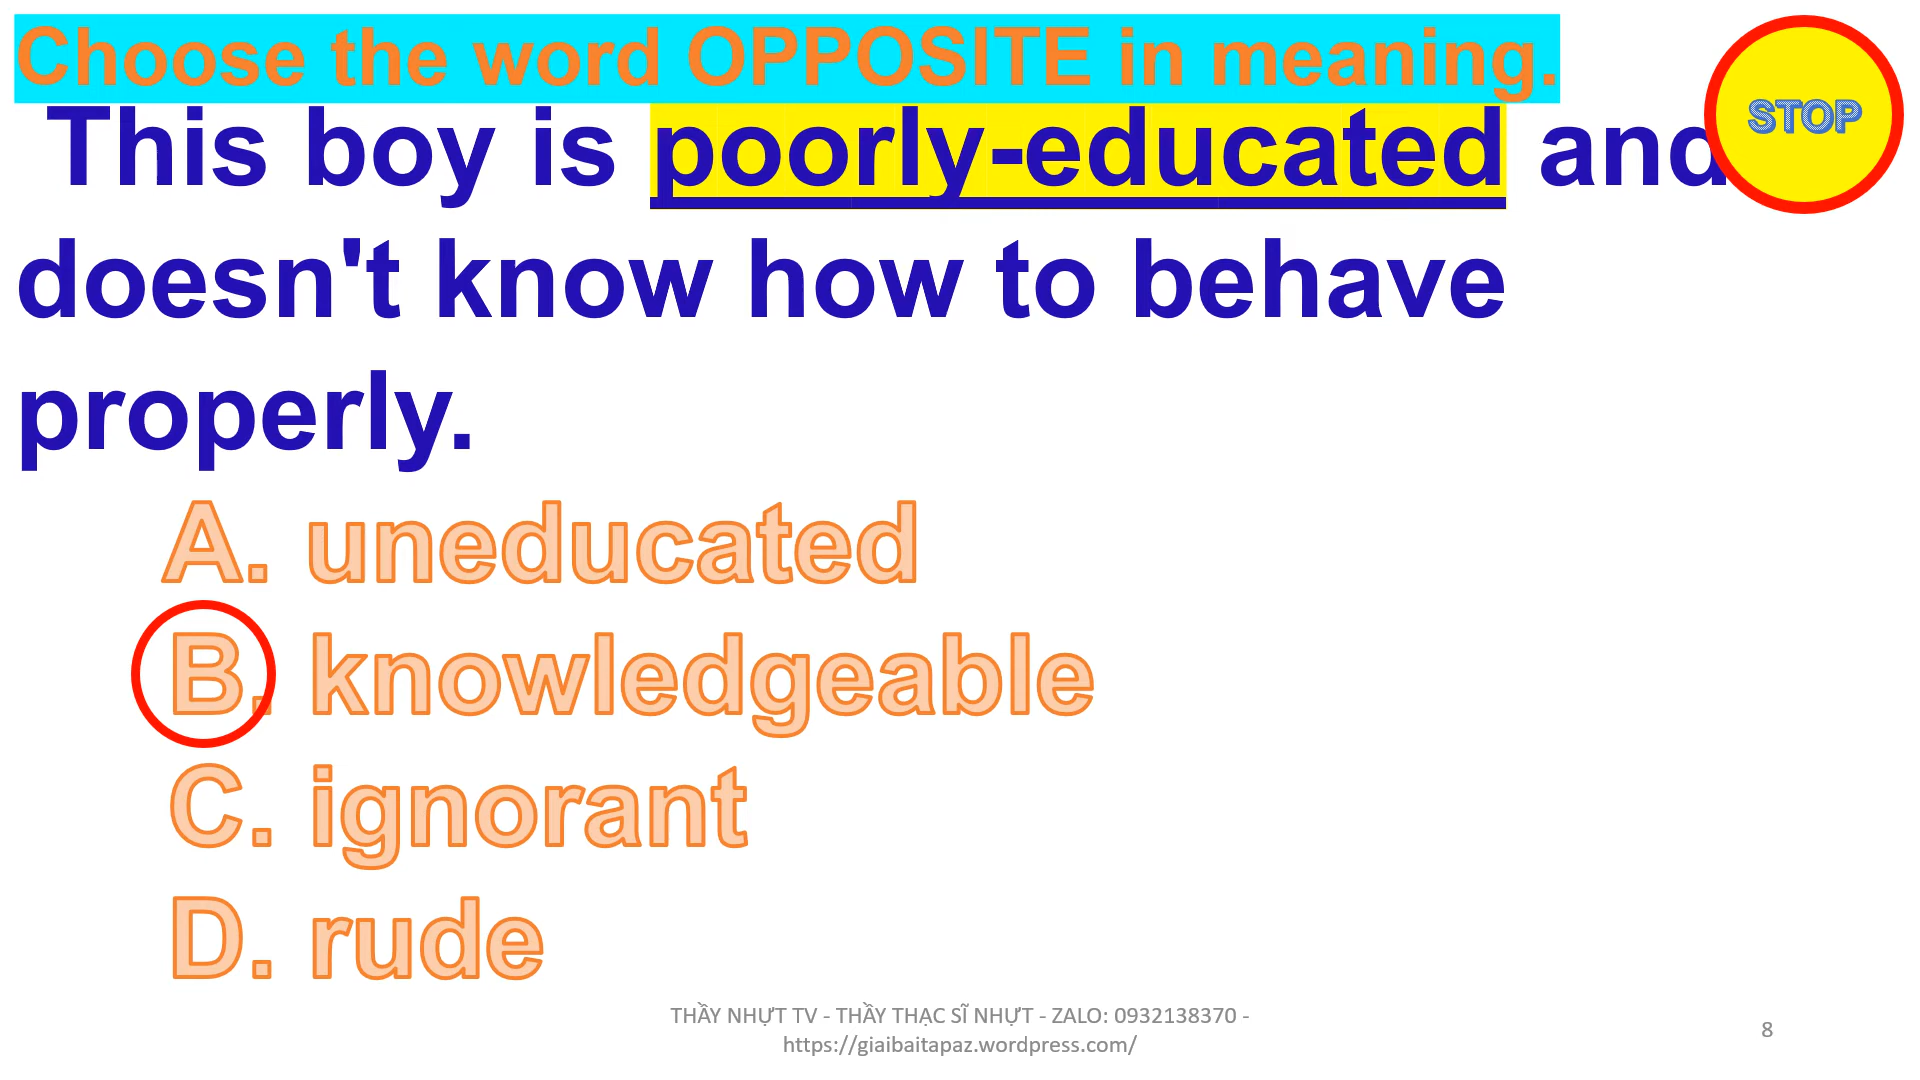 Choose the word OPPOSITE in meaning.
STOP
This boy is poorly-educated and
doesn't know how to behave
properly.
A. uneducated
B. knowledgeable
C. ignorant
D. rude
THẦY NHỰT TV - THẦY THẠC SĨ NHỰT - ZALO: 0932138370 -
https://giaibaitapaz.wordpress.com/
8